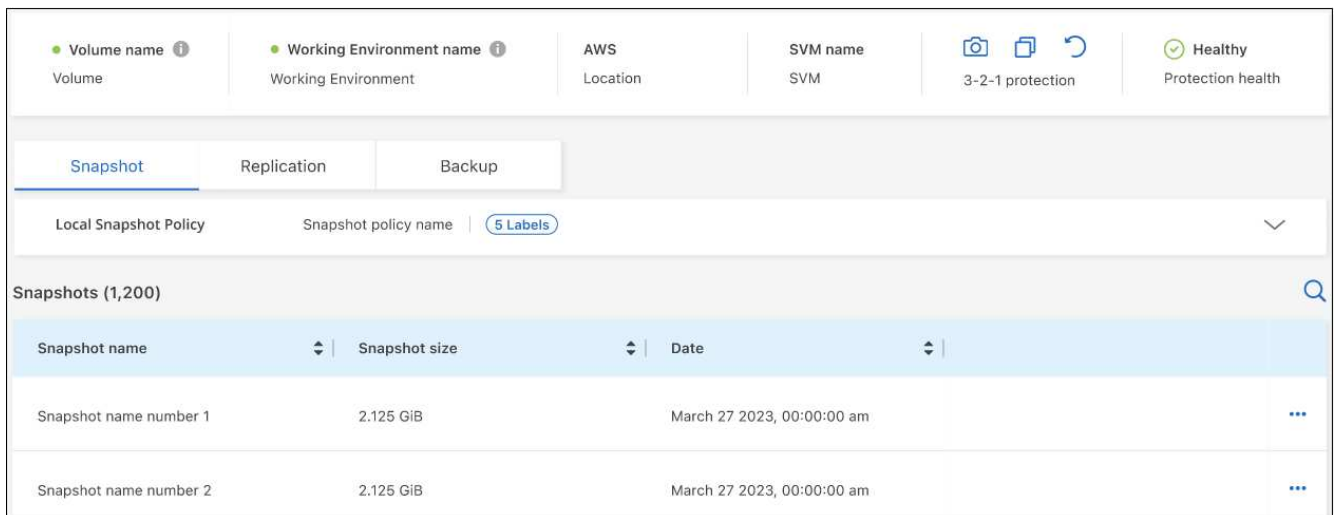 Volume name
Volume
Working Environment name
Working Environment
AWS
Location
SVM name
SVM
3-2-1 protection
Healthy
Protection health
Snapshot Replication Backup
Local Snapshot Policy Snapshot policy name 5 Labels
Snapshots (1,200)
Snapshot name Snapshot size Date
Snapshot name number 1 2.125 GiB March 27 2023, 00:00:00 am
Snapshot name number 2 2.125 GiB March 27 2023, 00:00:00 am